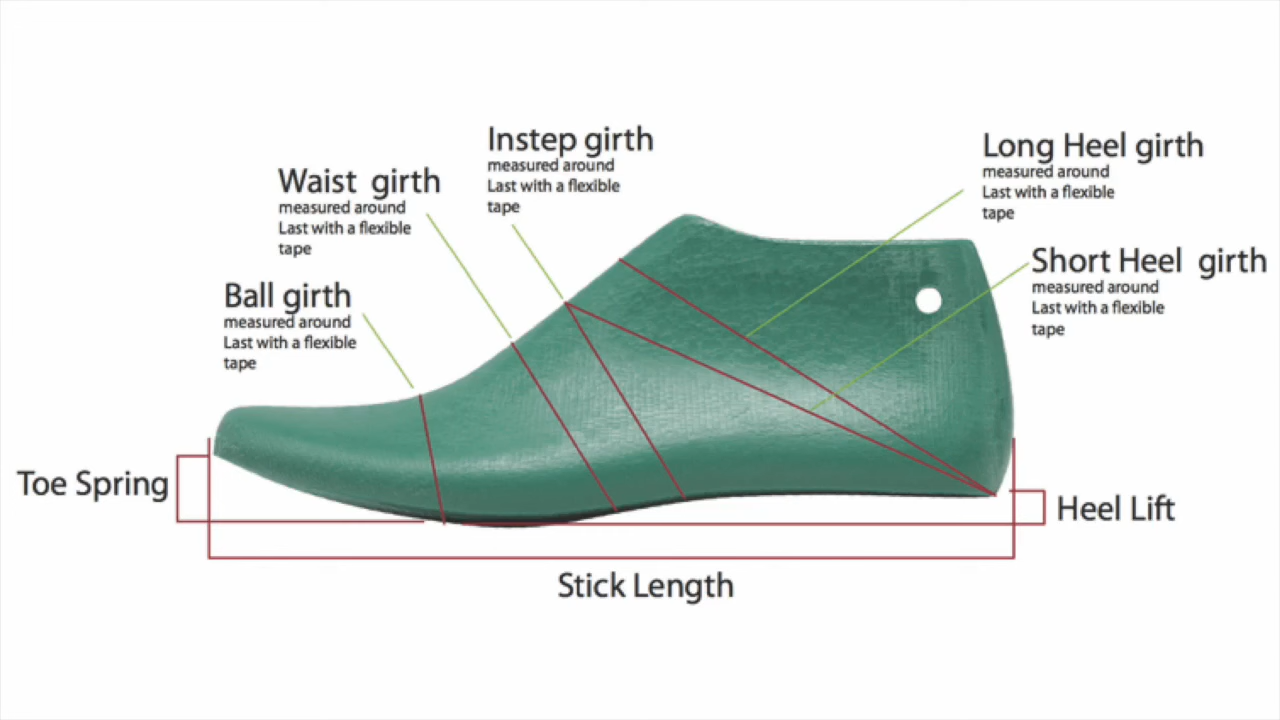 Instep girth
measured around
Last with a flexible
tape
Long Heel girth
measured around
Last with a flexible
tape
Waist girth
measured around
Last with a flexible
tape
Short Heel girth
measured around
Last with a flexible
tape
Ball girth
measured around
Last with a flexible
tape
Toe Spring
Heel Lift
Stick Length